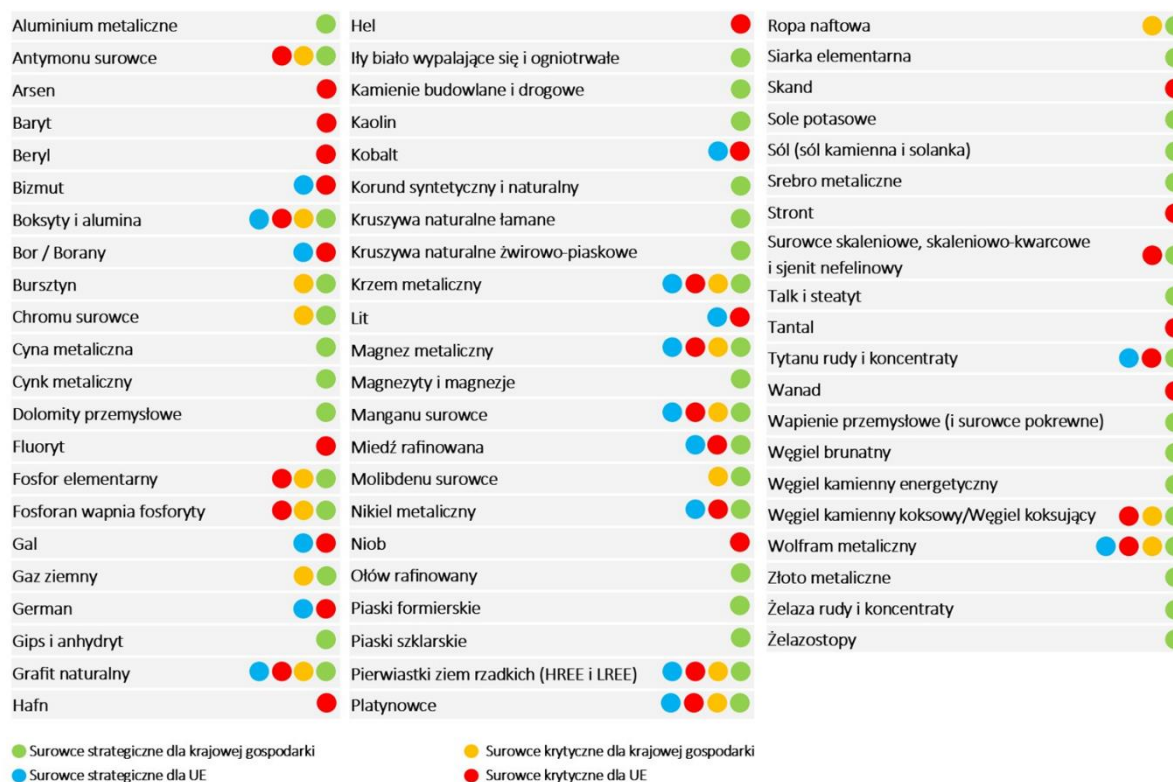 Aluminium metaliczne
Antymonu surowce
Arsen
Baryt
Beryl
Bizmut
Boksyty i alumina
Bor / Borany
Bursztyn
Chromu surowce
Cyna metaliczna
Cynk metaliczny
Dolomity przemysłowe
Fluoryt
Fosfor elementarny
Fosforan wapnia fosforyty
Gal
Gaz ziemny
German
Gips i anhydryt
Grafit naturalny
Hafn
Hel
Iły biało wypalające się i ogniotrwałe
Kamienie budowlane i drogowe
Kaolin
Kobalt
Korund syntetyczny i naturalny
Kruszywa naturalne łamane
Kruszywa naturalne żwirowo-piaskowe
Krzem metaliczny
Lit
Magnez metaliczny
Magnezyty i magnezje
Manganu surowce
Miedź rafinowana
Molibdenu surowce
Nikiel metaliczny
Niob
Ołów rafinowany
Piaski formierskie
Piaski szklarskie
Pierwiastki ziem rzadkich (HREE i LREE)
Platynowce
Ropa naftowa
Siarka elementarna
Skand
Sole potasowe
Sól (sól kamienna i solanka)
Srebro metaliczne
Stront
Surowce skaleniowe, skaleniowo-kwarcowe
i sjenit nefelinowy
Talk i steatyt
Tantal
Tytanu rudy i koncentraty
Wanad
Wapienie przemysłowe (i surowce pokrewne)
Węgiel brunatny
Węgiel kamienny energetyczny
Węgiel kamienny koksowy/Węgiel koksujący
Wolfram metaliczny
Złoto metaliczne
Żelaza rudy i koncentraty
Żelazostopy
Surowce strategiczne dla krajowej gospodarki
Surowce krytyczne dla krajowej gospodarki
Surowce strategiczne dla UE
Surowce krytyczne dla UE